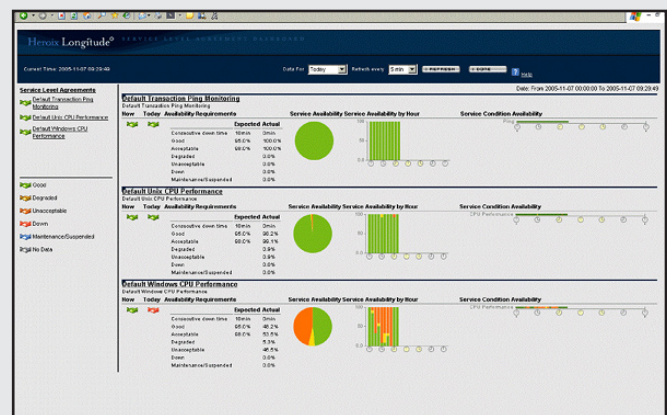 Heroix Longitude®
SERVICE LEVEL AGREEMENT DASHBOARD
Current Time: 2005-11-07 09:29:49
Data For Today Refresh every 5 min REFRESH Help
Date: From 2005-11-07 00:00:00 To 2005-11-07 09:29:49
Service Level Agreements
Default Transaction Ping Monitoring
Default Unix CPU Performance
Default Windows CPU Performance
Good
Degraded
Unacceptable
Down
Maintenance/Suspended
No Data
Default Transaction Ping Monitoring
Default Transaction Ping Monitoring
Now Today Availability Requirements Service Availability Service Availability by Hour Service Condition Availability
Expected Actual
Consecutive down time 10min 0min
Good 95.0% 100.0%
Acceptable 98.0% 100.0%
Degraded 0.0%
Unacceptable 0.0%
Down 0.0%
Maintenance/Suspended 0.0%
100
50
0.0
Ping
Default Unix CPU Performance
Default Unix CPU Performance
Now Today Availability Requirements Service Availability Service Availability by Hour Service Condition Availability
Expected Actual
Consecutive down time 10min 0min
Good 95.0% 98.2%
Acceptable 98.0% 99.1%
Degraded 0.9%
Unacceptable 0.9%
Down 0.0%
Maintenance/Suspended 0.0%
100
50
0.0
CPU Performance
Default Windows CPU Performance
Default Windows CPU Performance
Now Today Availability Requirements Service Availability Service Availability by Hour Service Condition Availability
Expected Actual
Consecutive down time 10min 0min
Good 95.0% 48.2%
Acceptable 98.0% 53.5%
Degraded 5.3%
Unacceptable 46.5%
Down 0.0%
Maintenance/Suspended 0.0%
100
50
0.0
CPU Performance